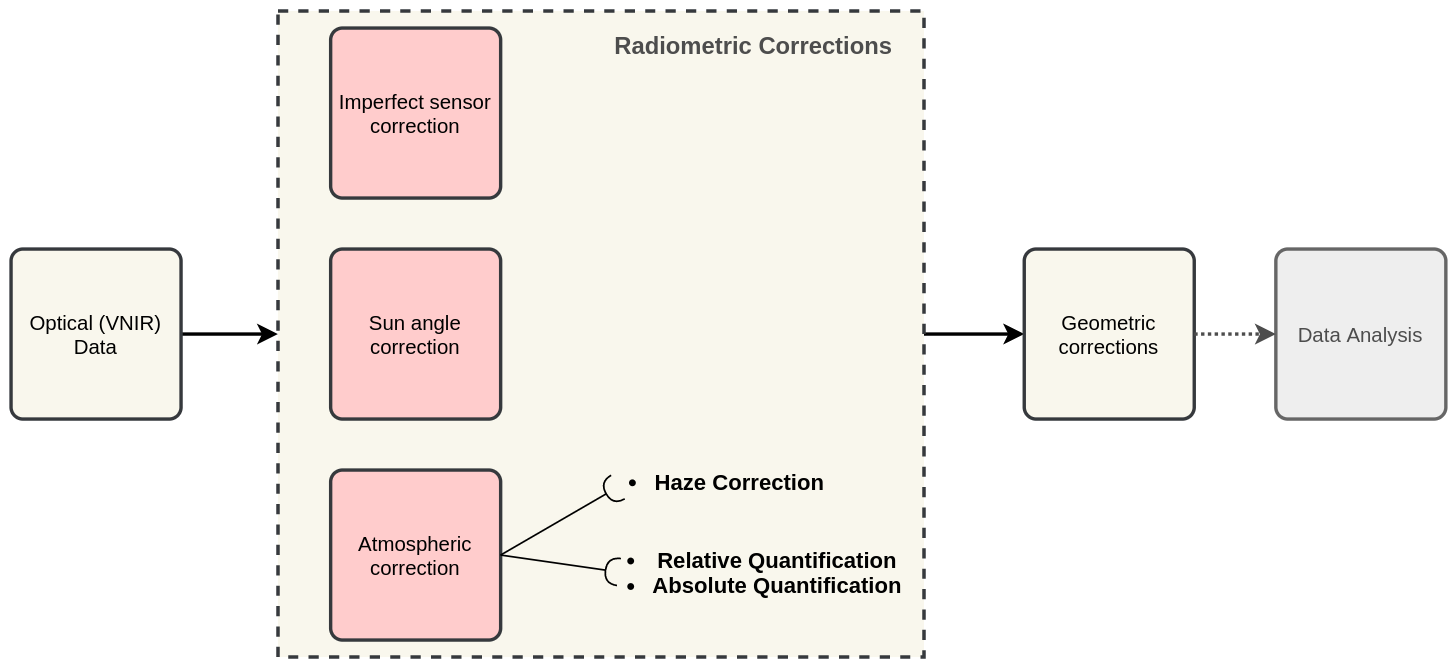 Radiometric Corrections
Imperfect sensor
correction
Optical (VNIR)
Data
Sun angle
correction
Geometric
corrections
Data Analysis
Atmospheric
correction
• Haze Correction
• Relative Quantification
• Absolute Quantification